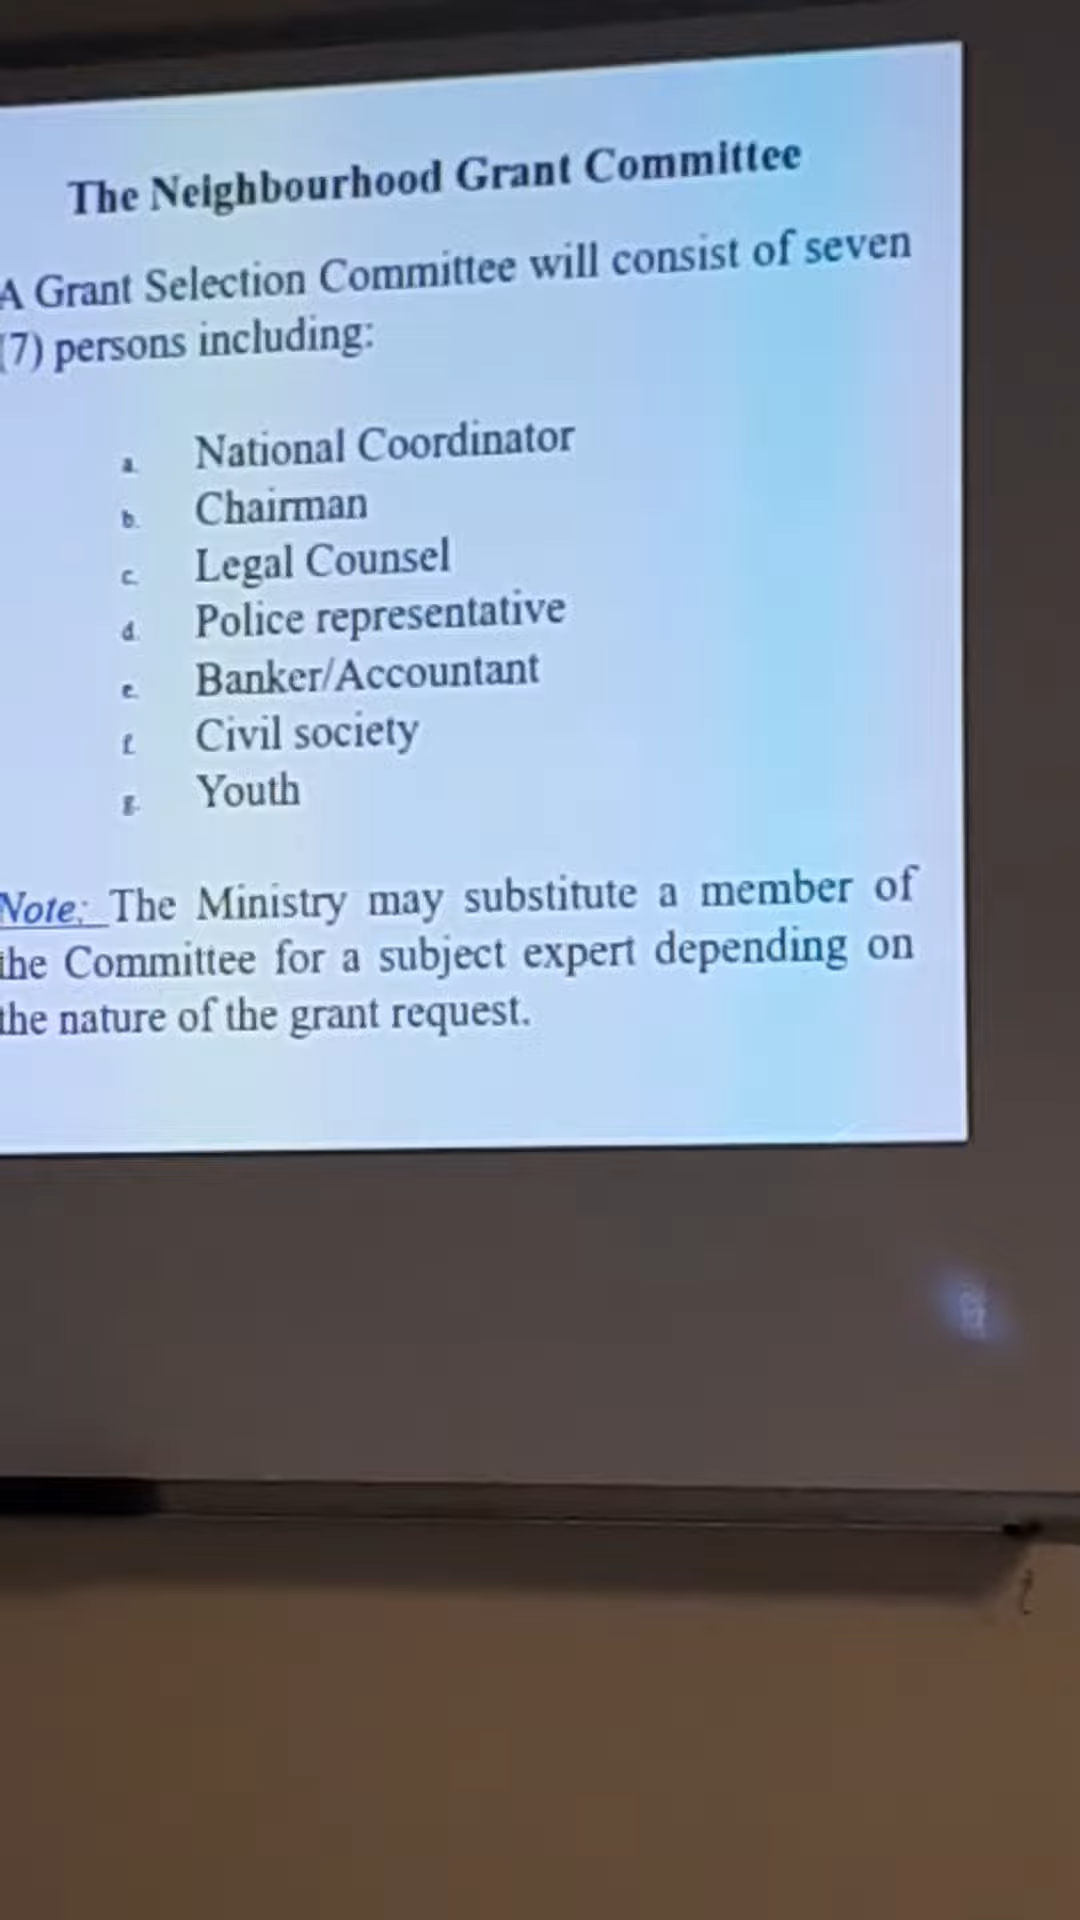 The Neighbourhood Grant Committee
A Grant Selection Committee will consist of seven
(7) persons including:
a. National Coordinator
b. Chairman
c. Legal Counsel
d. Police representative
e. Banker/Accountant
f. Civil society
g. Youth
Note: The Ministry may substitute a member of
the Committee for a subject expert depending on
the nature of the grant request.